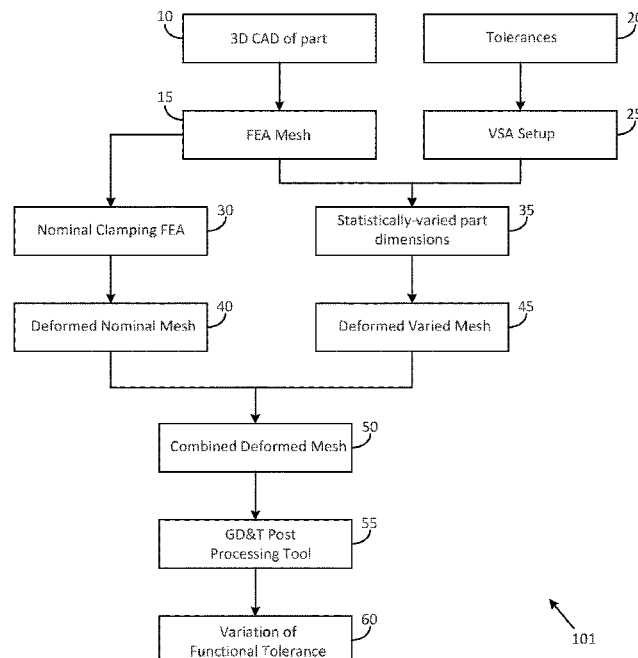 10
3D CAD of part
20
Tolerances
15
FEA Mesh
25
VSA Setup
30
Nominal Clamping FEA
35
Statistically-varied part
dimensions
40
Deformed Nominal Mesh
45
Deformed Varied Mesh
50
Combined Deformed Mesh
55
GD&T Post
Processing Tool
60
Variation of
Functional Tolerance
101